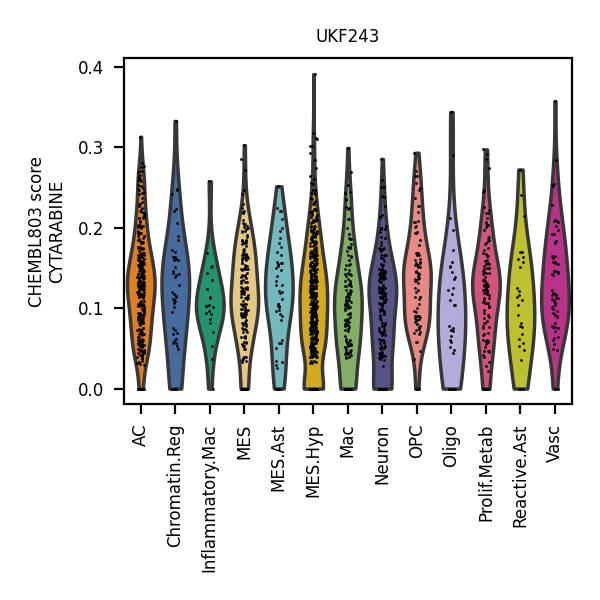 UKF243
CHEMBL803 score
CYTARABINE
0.4
0.3
0.2
0.1
0.0
AC
Chromatin.Reg
Inflammatory.Mac
MES
MES.Ast
MES.Hyp
Mac
Neuron
OPC
Oligo
Prolif.Metab
Reactive.Ast
Vasc